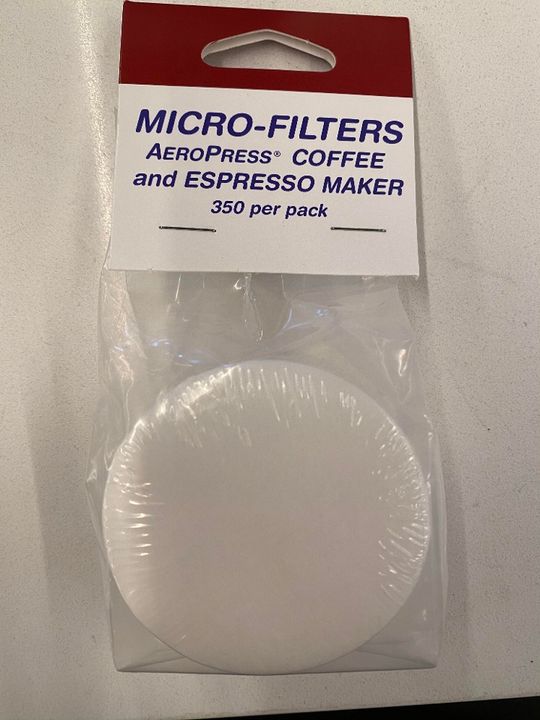 MICRO-FILTERS
AEROPRESS® COFFEE
and ESPRESSO MAKER
350 per pack